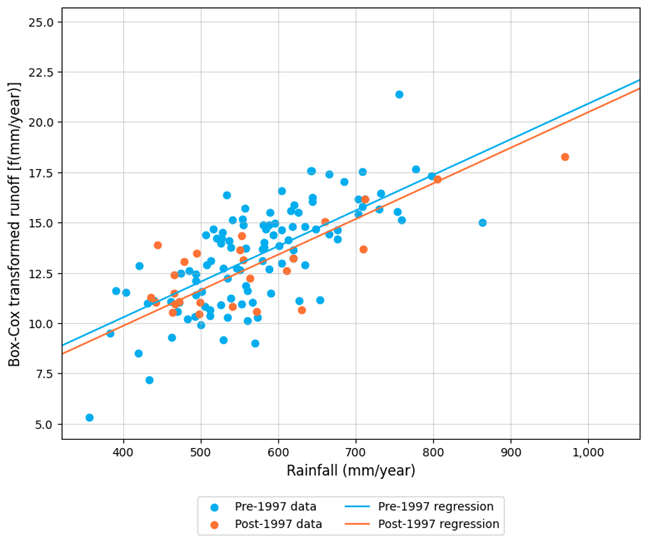 Box-Cox transformed runoff [f(mm/year)]
25.0
22.5
20.0
17.5
15.0
12.5
10.0
7.5
5.0
400 500 600 700 800 900 1,000
Rainfall (mm/year)
Pre-1997 data Pre-1997 regression
Post-1997 data Post-1997 regression